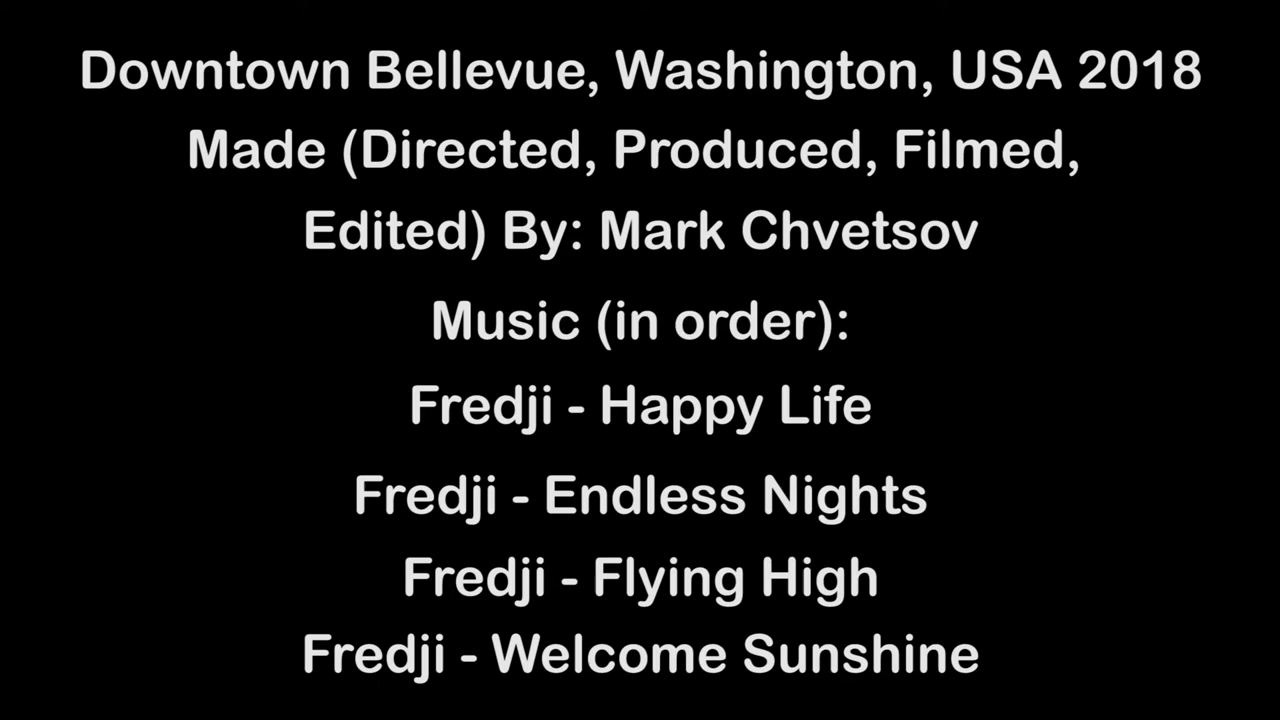 Downtown Bellevue, Washington, USA 2018
Made (Directed, Produced, Filmed,
Edited) By: Mark Chvetsov
Music (in order):
Fredji - Happy Life
Fredji - Endless Nights
Fredji - Flying High
Fredji - Welcome Sunshine